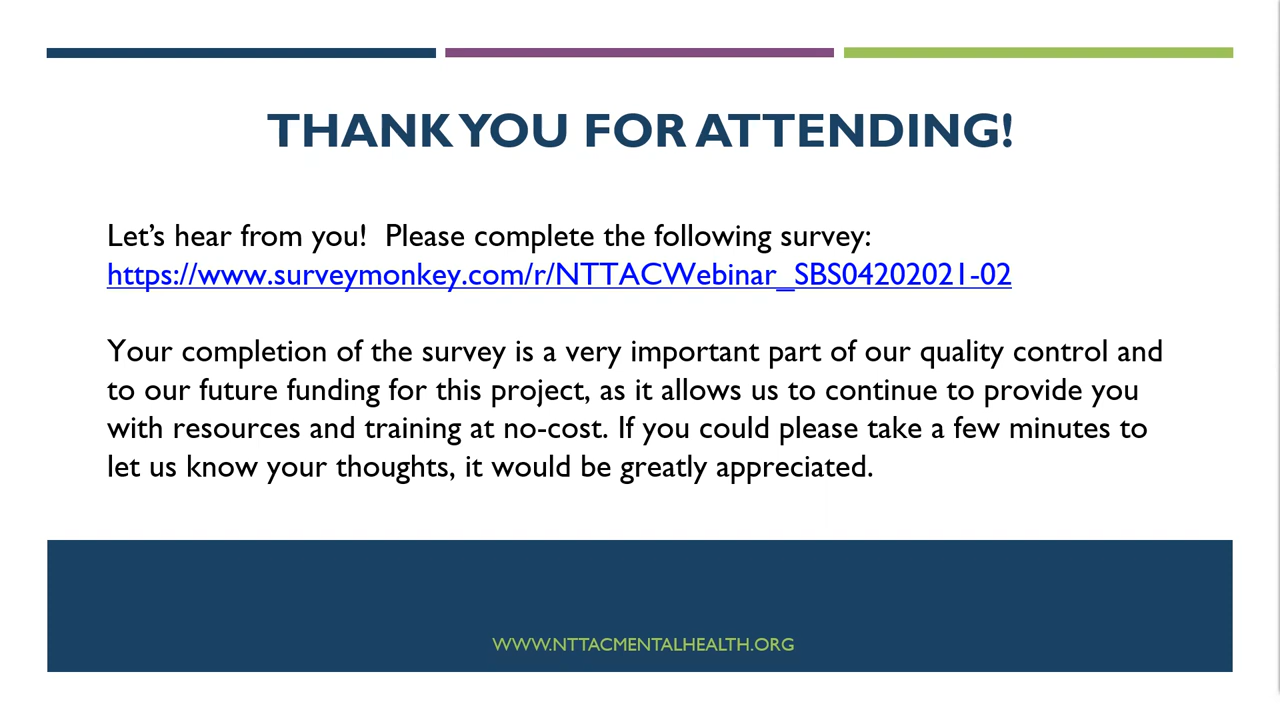 THANK YOU FOR ATTENDING!
Let’s hear from you!  Please complete the following survey:
https://www.surveymonkey.com/r/NTTACWebinar_SBS04202021-02
Your completion of the survey is a very important part of our quality control and
to our future funding for this project, as it allows us to continue to provide you
with resources and training at no-cost. If you could please take a few minutes to
let us know your thoughts, it would be greatly appreciated.
WWW.NTTACMENTALHEALTH.ORG